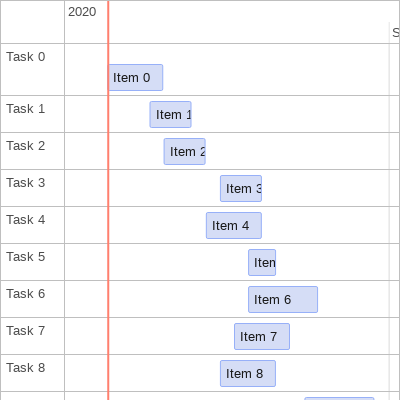 2020
S
Task 0
Item 0
Task 1
Item 1
Task 2
Item 2
Task 3
Item 3
Task 4
Item 4
Task 5
Iten
Task 6
Item 6
Task 7
Item 7
Task 8
Item 8